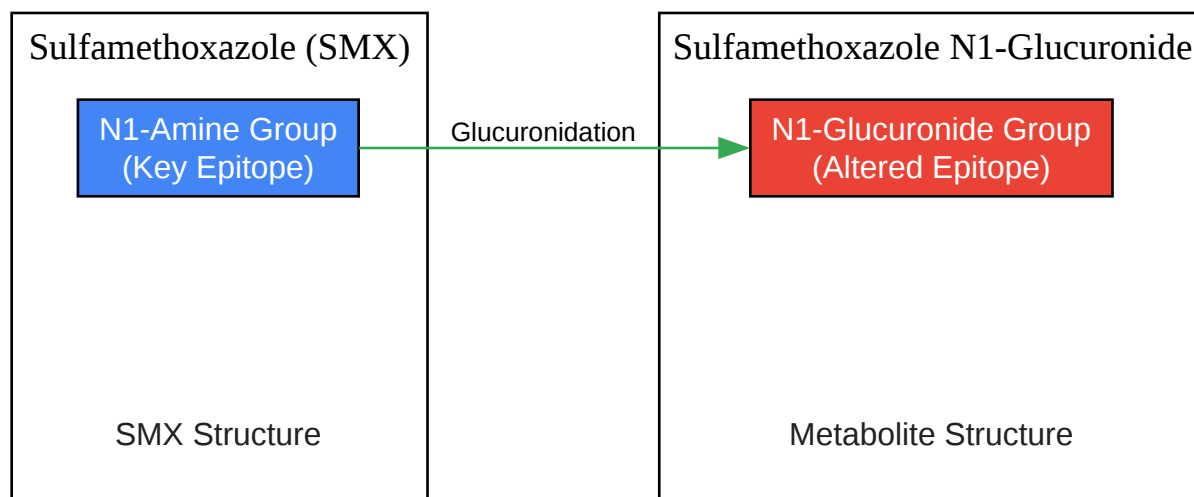 Sulfamethoxazole (SMX)
N1-Amine Group
(Key Epitope)
SMX Structure
Glucuronidation
Sulfamethoxazole N1-Glucuronide
N1-Glucuronide Group
(Altered Epitope)
Metabolite Structure